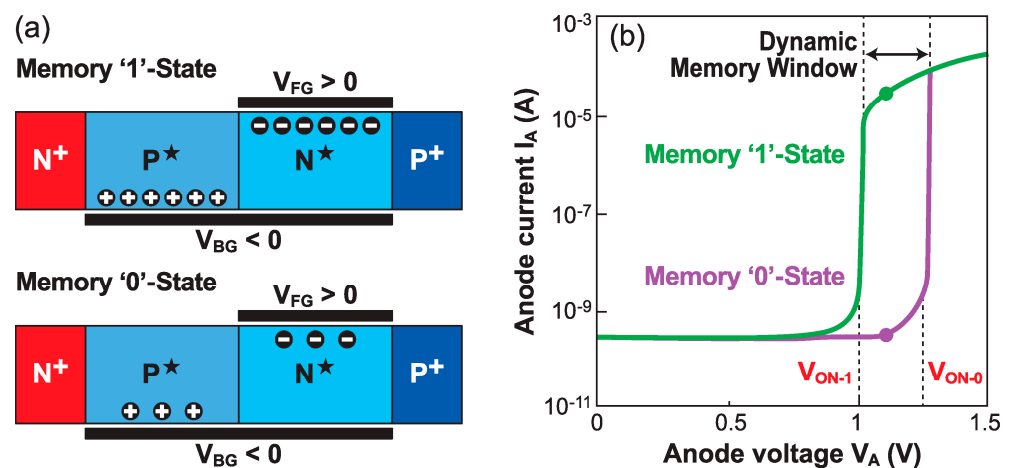 (a)
Memory ‘1’-State
V_FG > 0
N⁺ P★ N★ P⁺
V_BG < 0
Memory ‘0’-State
V_FG > 0
N⁺ P★ N★ P⁺
V_BG < 0
(b)
Dynamic
Memory Window
Memory ‘1’-State
Memory ‘0’-State
V_ON-1 V_ON-0
Anode current I_A (A)
10⁻³
10⁻⁵
10⁻⁷
10⁻⁹
10⁻¹¹
0 0.5 1 1.5
Anode voltage V_A (V)